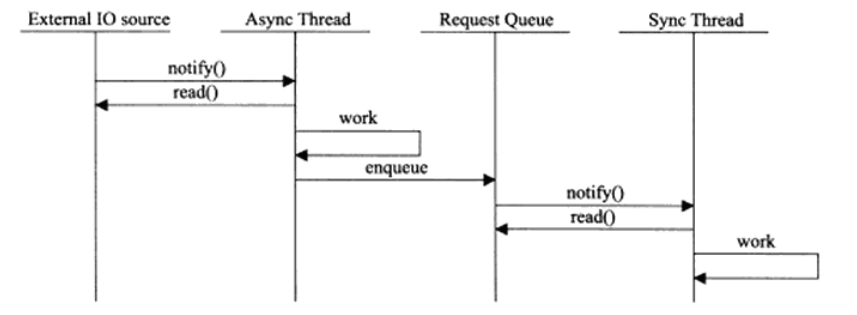 External IO source Async Thread Request Queue Sync Thread
notify()
read()
work
enqueue
notify()
read()
work